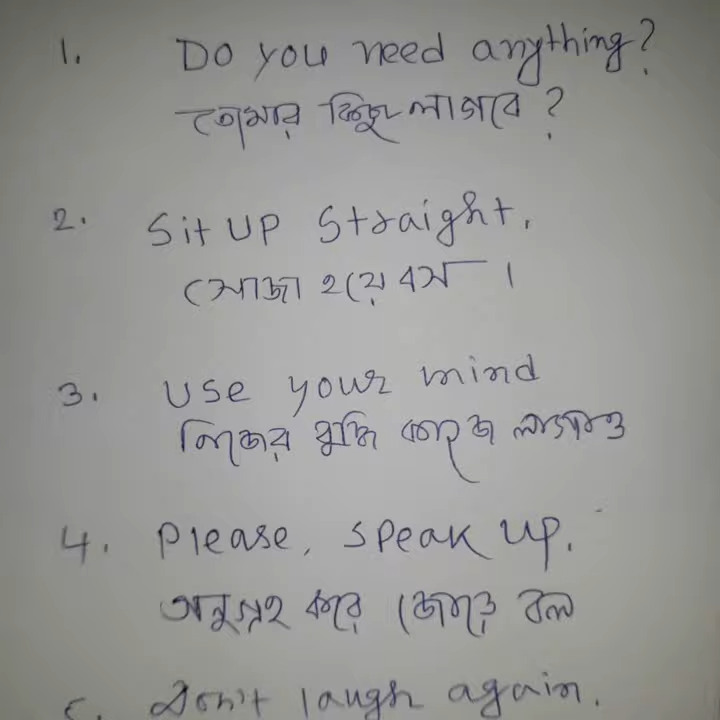 1. Do you need anything?
তোমার কিছু লাগবে ?
2. Sit up straight.
সোজা হয়ে বস ।
3. Use your mind
নিজের বুদ্ধি কাজে লাগাও
4. Please, speak up.
অনুগ্রহ করে জোরে বল
5. Don't laugh again.